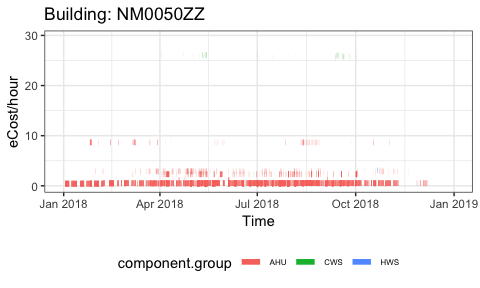 Building: NM0050ZZ
eCost/hour
30
20
10
0
Jan 2018 Apr 2018 Jul 2018 Oct 2018 Jan 2019
Time
component.group AHU CWS HWS